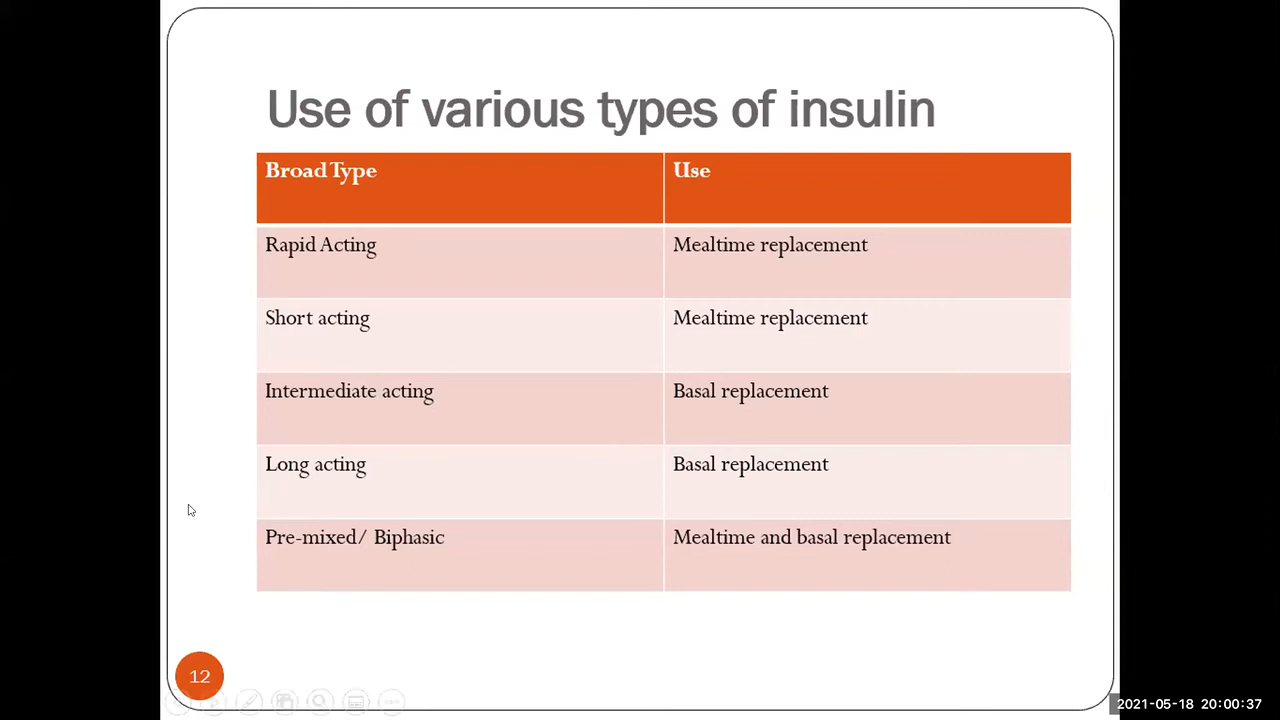 Use of various types of insulin
Broad Type Use
Rapid Acting Mealtime replacement
Short acting Mealtime replacement
Intermediate acting Basal replacement
Long acting Basal replacement
Pre-mixed/ Biphasic Mealtime and basal replacement
12
2021-05-18 20:00:37